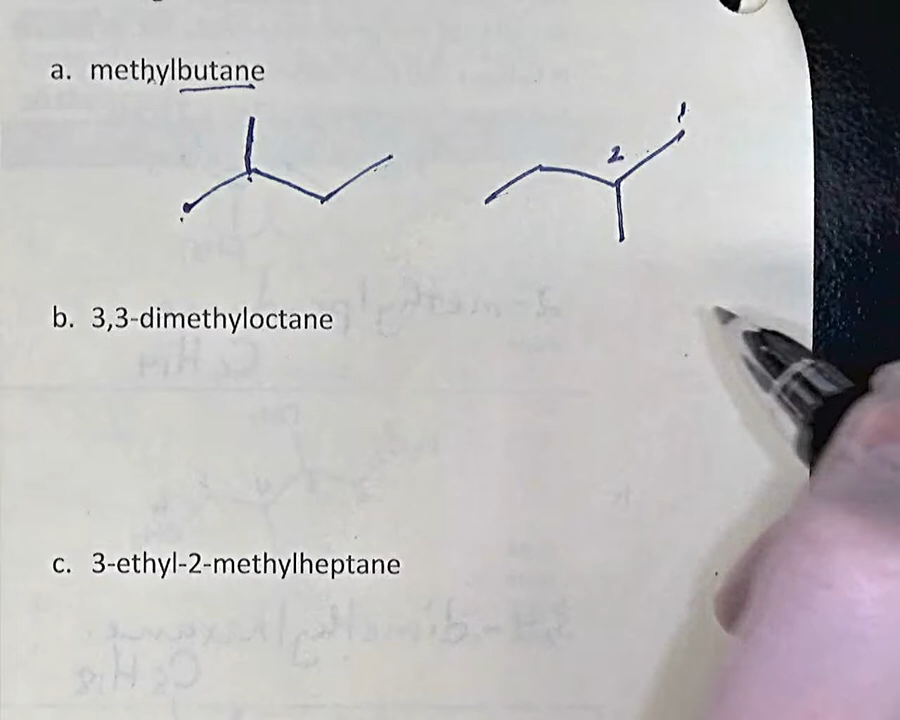 a. methylbutane
2 1
b. 3,3-dimethyloctane
c. 3-ethyl-2-methylheptane